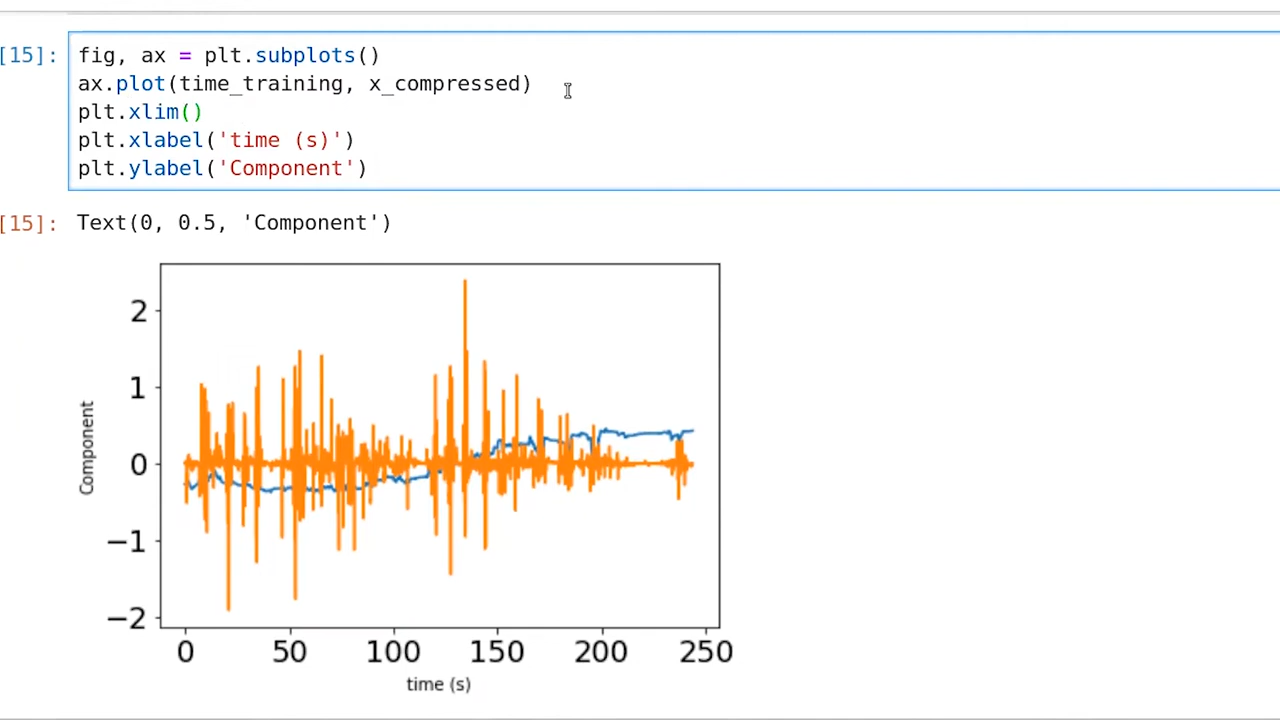 [15]: fig, ax = plt.subplots()
ax.plot(time_training, x_compressed)
plt.xlim()
plt.xlabel('time (s)')
plt.ylabel('Component')
[15]: Text(0, 0.5, 'Component')
2
1
0
−1
−2
Component
0 50 100 150 200 250
time (s)